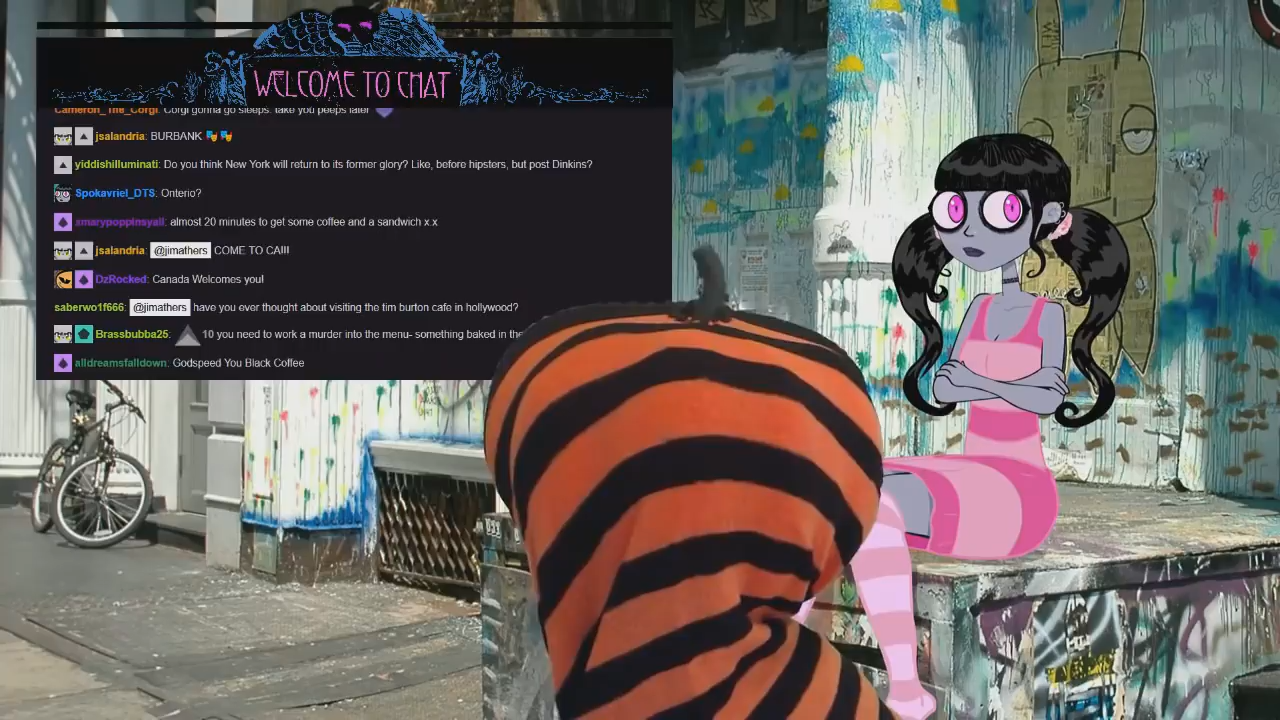 WELCOME TO CHAT
Cameron_The_Corgi: Corgi gonna go sleeps. take you peeps later
jsalandria: BURBANK
yiddishilluminati: Do you think New York will return to its former glory? Like, before hipsters, but post Dinkins?
Spokavriel_DTS: Onterio?
xmarypoppinsyall: almost 20 minutes to get some coffee and a sandwich x x
jsalandria: @jimathers COME TO CAlll
DzRocked: Canada Welcomes you!
saberwo1f666: @jimathers have you ever thought about visiting the tim burton cafe in hollywood?
Brassbubba25: 10 you need to work a murder into the menu- something baked in the
alldreamsfalldown: Godspeed You Black Coffee